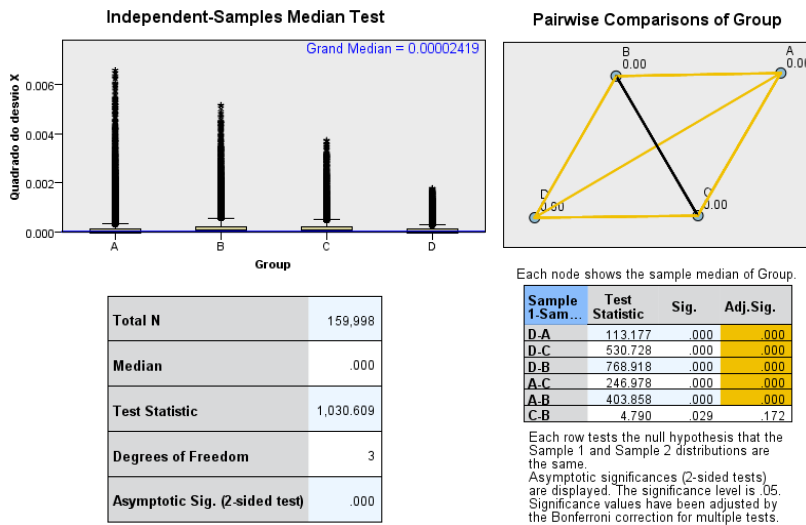 Independent-Samples Median Test
Grand Median = 0.00002419
Quadrado do desvio X
0.006
0.004
0.002
0.000
A
B
C
D
Group
Total N 159,998
Median .000
Test Statistic 1,030.609
Degrees of Freedom 3
Asymptotic Sig. (2-sided test) .000
Pairwise Comparisons of Group
B
0.00
A
D
C
0.00
Each node shows the sample median of Group.
Sample 1-Sam... Test Statistic Sig. Adj.Sig.
D-A 113.177 .000 .000
D-C 530.728 .000 .000
D-B 768.918 .000 .000
A-C 246.978 .000 .000
A-B 403.858 .000 .000
C-B 4.790 .029 .172
Each row tests the null hypothesis that the
Sample 1 and Sample 2 distributions are
the same.
Asymptotic significances (2-sided tests)
are displayed. The significance level is .05.
Significance values have been adjusted by
the Bonferroni correction for multiple tests.